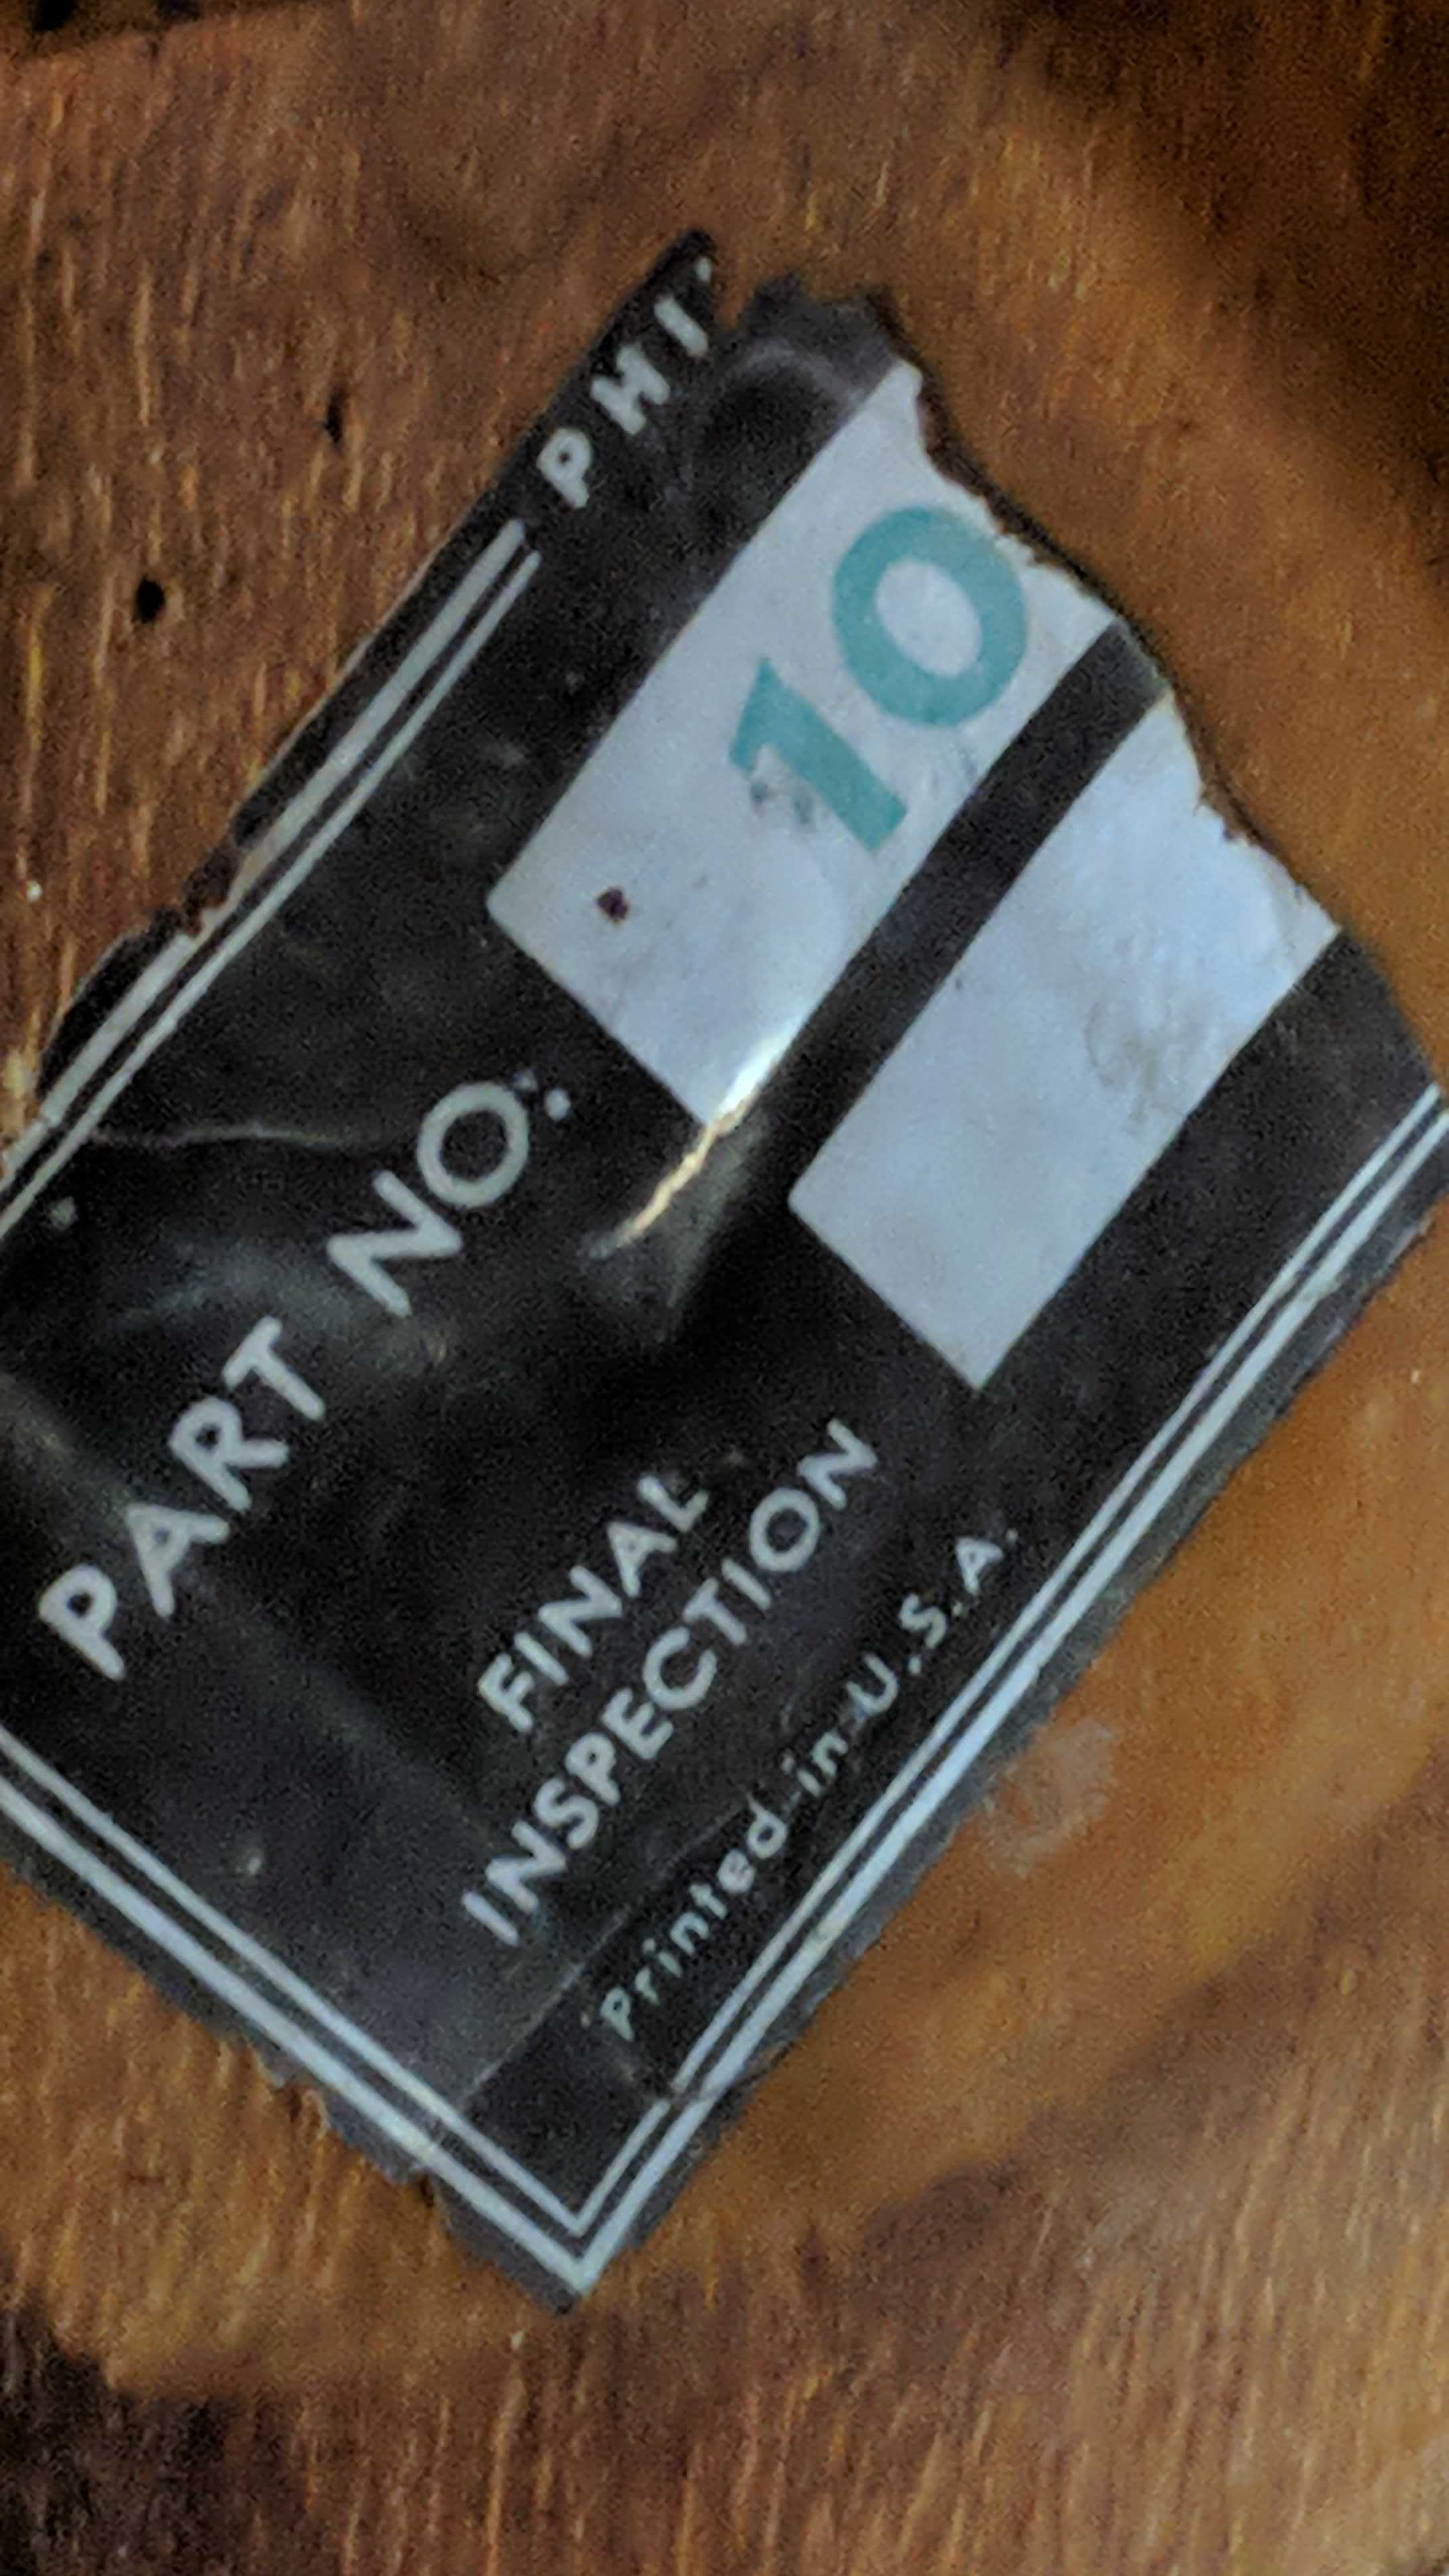 PHI
PART NO. 10
FINAL
INSPECTION
Printed-in-U.S.A.